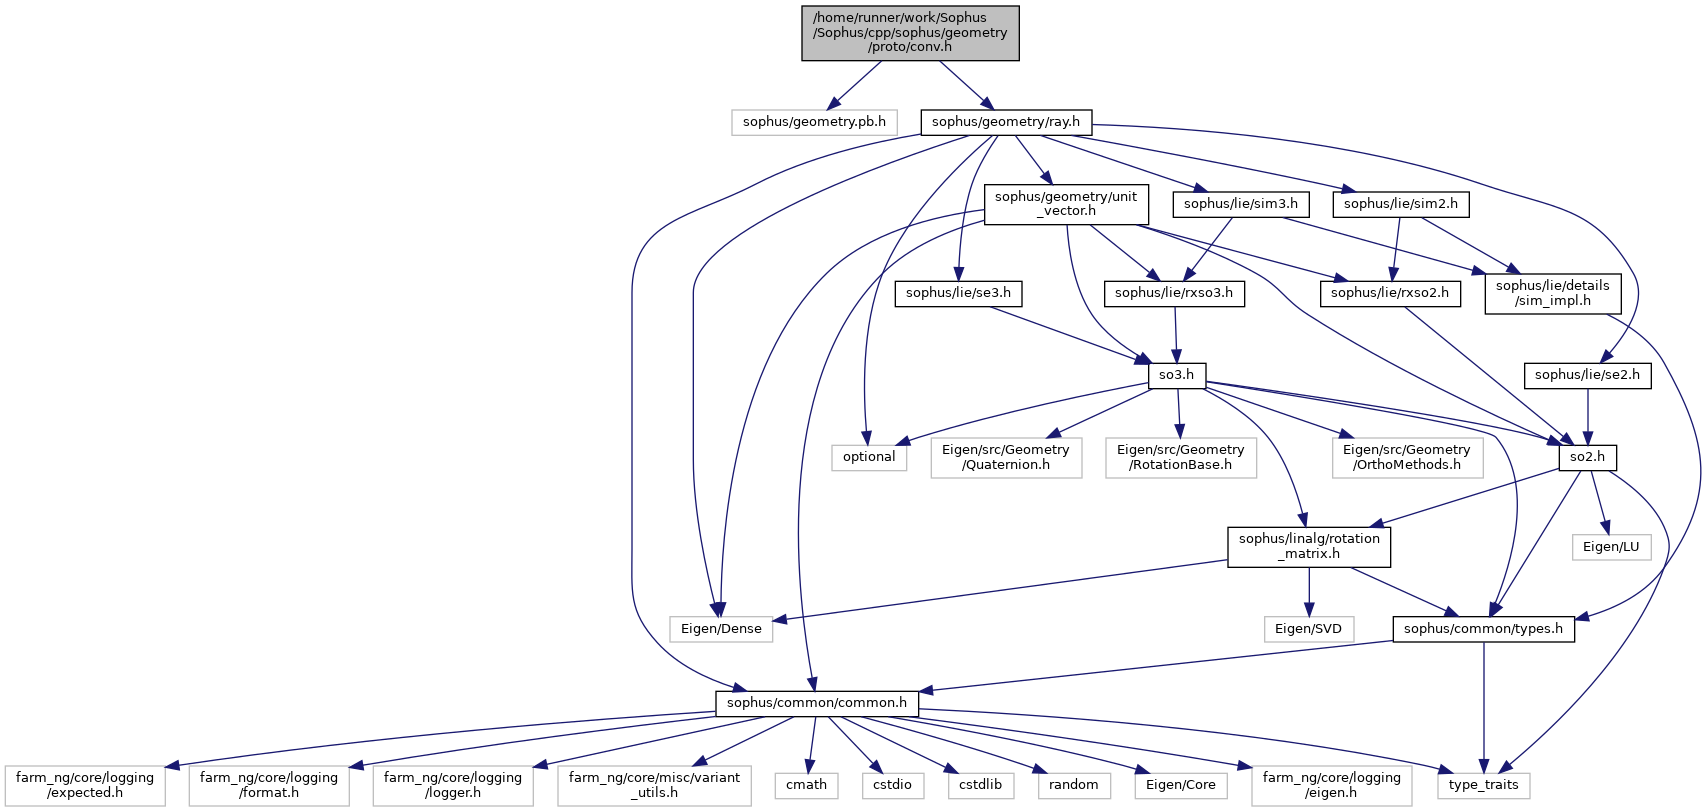 /home/runner/work/Sophus
/Sophus/cpp/sophus/geometry
/proto/conv.h
sophus/geometry.pb.h
sophus/geometry/ray.h
sophus/geometry/unit
_vector.h
sophus/lie/sim3.h
sophus/lie/sim2.h
sophus/lie/se3.h
sophus/lie/rxso3.h
sophus/lie/rxso2.h
sophus/lie/details
/sim_impl.h
so3.h
sophus/lie/se2.h
optional
Eigen/src/Geometry
/Quaternion.h
Eigen/src/Geometry
/RotationBase.h
Eigen/src/Geometry
/OrthoMethods.h
so2.h
sophus/linalg/rotation
_matrix.h
Eigen/LU
Eigen/Dense
Eigen/SVD
sophus/common/types.h
sophus/common/common.h
farm_ng/core/logging
/expected.h
farm_ng/core/logging
/format.h
farm_ng/core/logging
/logger.h
farm_ng/core/misc/variant
_utils.h
cmath
cstdio
cstdlib
random
Eigen/Core
farm_ng/core/logging
/eigen.h
type_traits